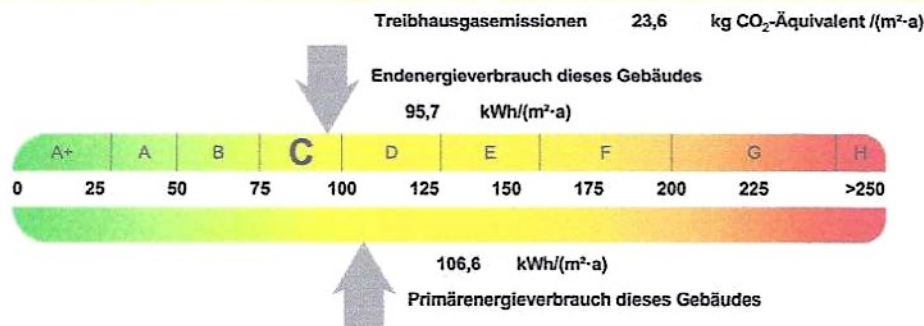 Treibhausgasemissionen 23,6 kg CO₂-Äquivalent /(m²·a)
Endenergieverbrauch dieses Gebäudes
95,7 kWh/(m²·a)
A+ A B C D E F G H
0 25 50 75 100 125 150 175 200 225 >250
106,6 kWh/(m²·a)
Primärenergieverbrauch dieses Gebäudes